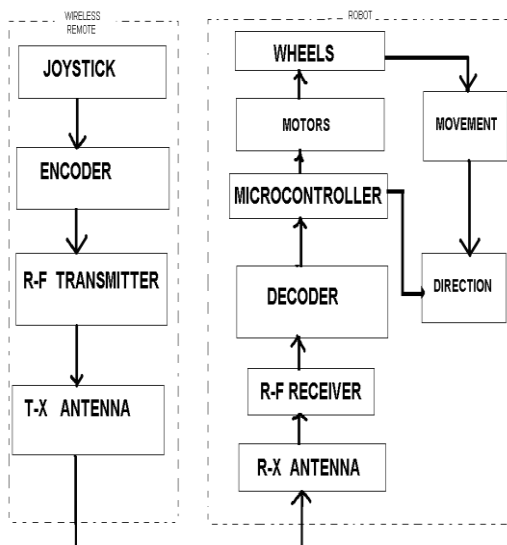 WIRELESS
REMOTE
JOYSTICK
ENCODER
R-F TRANSMITTER
T-X ANTENNA
ROBOT
WHEELS
MOTORS
MICROCONTROLLER
DECODER
R-F RECEIVER
R-X ANTENNA
MOVEMENT
DIRECTION